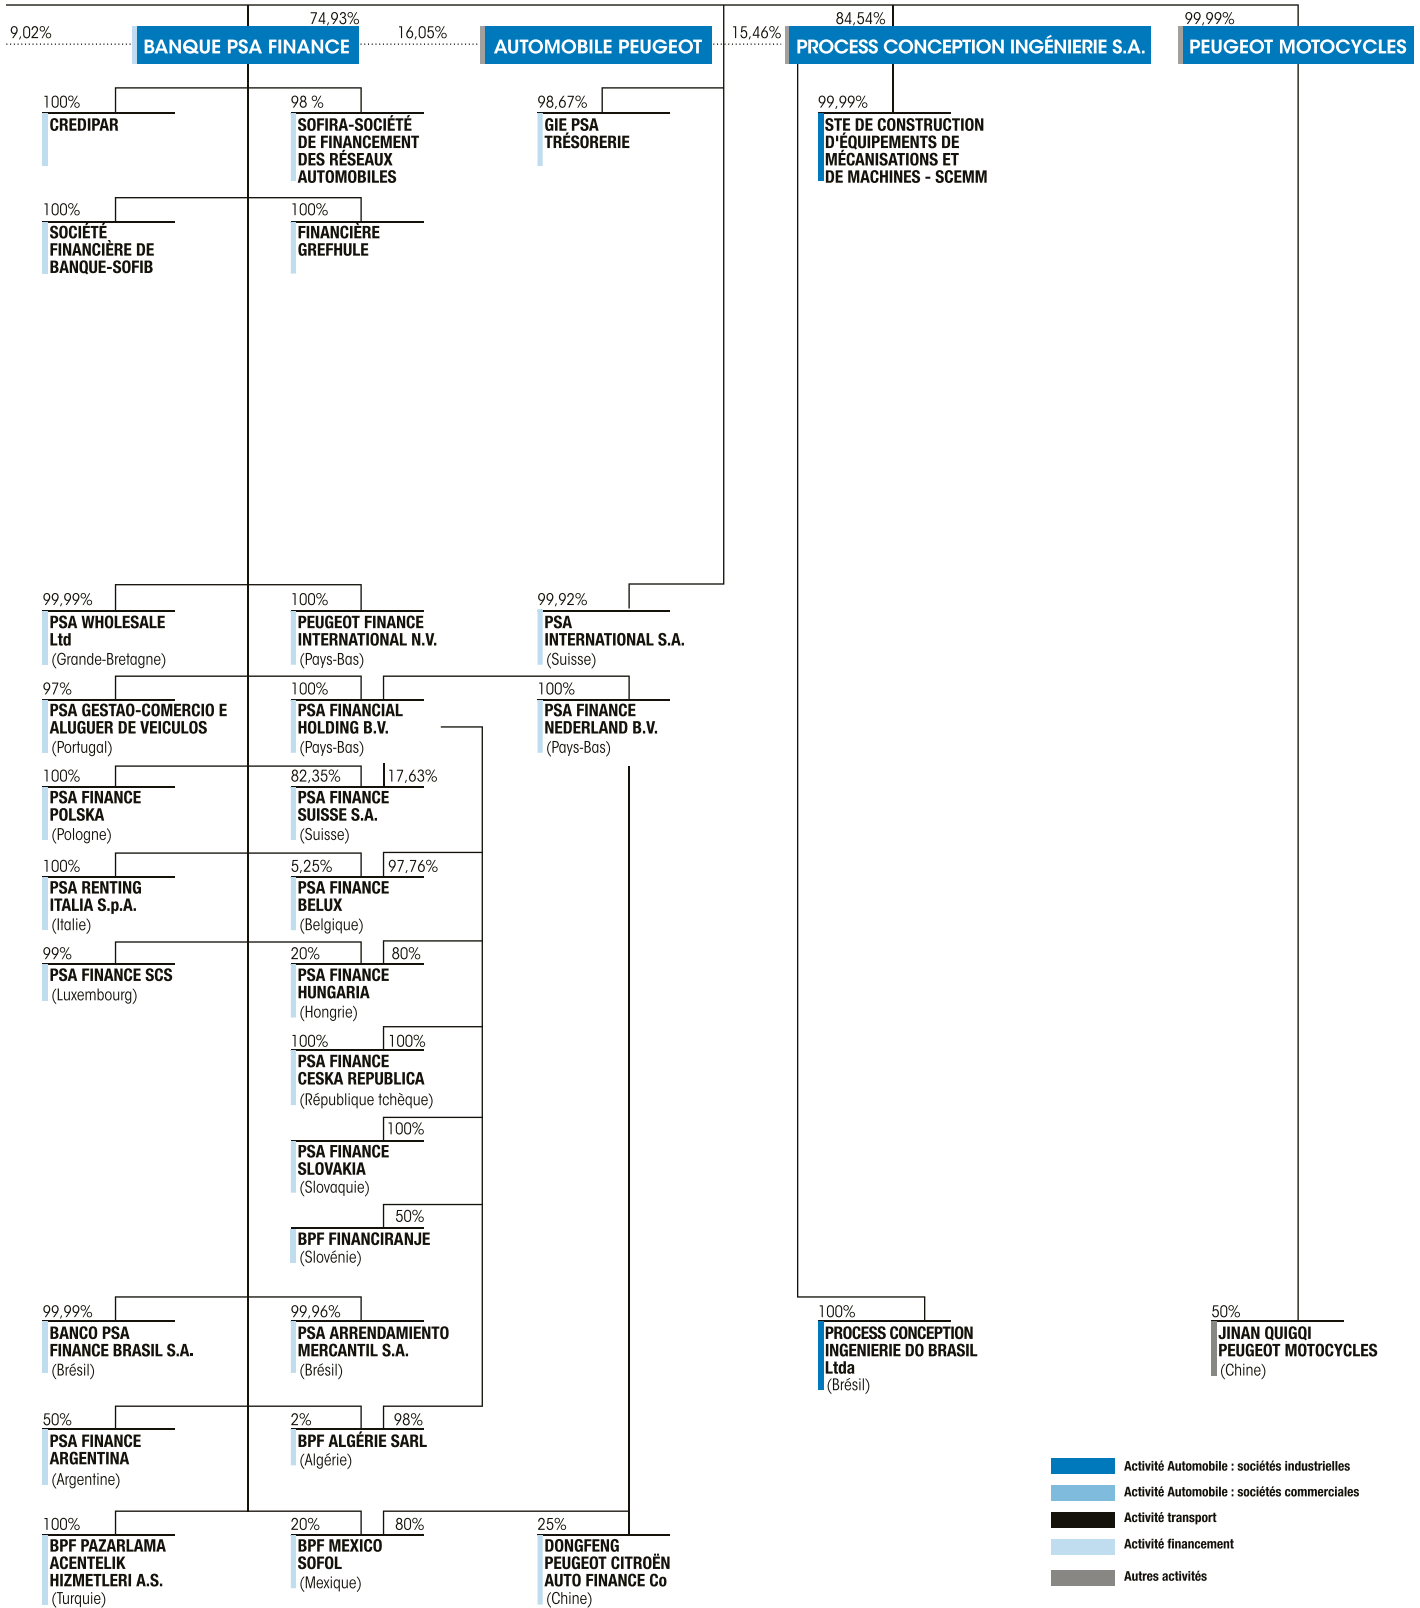 9,02%
74,93%
BANQUE PSA FINANCE
16,05%
AUTOMOBILE PEUGEOT
15,46%
84,54%
PROCESS CONCEPTION INGÉNIERIE S.A.
99,99%
PEUGEOT MOTOCYCLES
100%
CREDIPAR
98 %
SOFIRA-SOCIÉTÉ
DE FINANCEMENT
DES RÉSEAUX
AUTOMOBILES
98,67%
GIE PSA
TRÉSORERIE
99,99%
STE DE CONSTRUCTION
D'ÉQUIPEMENTS DE
MÉCANISATIONS ET
DE MACHINES - SCEMM
100%
SOCIÉTÉ
FINANCIÈRE DE
BANQUE-SOFIB
100%
FINANCIÈRE
GREFHULE
99,99%
PSA WHOLESALE
Ltd
(Grande-Bretagne)
100%
PEUGEOT FINANCE
INTERNATIONAL N.V.
(Pays-Bas)
99,92%
PSA
INTERNATIONAL S.A.
(Suisse)
97%
PSA GESTAO-COMERCIO E
ALUGUER DE VEICULOS
(Portugal)
100%
PSA FINANCIAL
HOLDING B.V.
(Pays-Bas)
100%
PSA FINANCE
NEDERLAND B.V.
(Pays-Bas)
100%
PSA FINANCE
POLSKA
(Pologne)
82,35%
17,63%
PSA FINANCE
SUISSE S.A.
(Suisse)
100%
PSA RENTING
ITALIA S.p.A.
(Italie)
5,25%
97,76%
PSA FINANCE
BELUX
(Belgique)
99%
PSA FINANCE SCS
(Luxembourg)
20%
80%
PSA FINANCE
HUNGARIA
(Hongrie)
100%
100%
PSA FINANCE
CESKA REPUBLICA
(République tchèque)
100%
PSA FINANCE
SLOVAKIA
(Slovaquie)
50%
BPF FINANCIRANJE
(Slovénie)
99,99%
BANCO PSA
FINANCE BRASIL S.A.
(Brésil)
99,96%
PSA ARRENDAMIENTO
MERCANTIL S.A.
(Brésil)
100%
PROCESS CONCEPTION
INGENIERIE DO BRASIL
Ltda
(Brésil)
50%
JINAN QUIGQI
PEUGEOT MOTOCYCLES
(Chine)
50%
PSA FINANCE
ARGENTINA
(Argentine)
2%
98%
BPF ALGÉRIE SARL
(Algérie)
100%
BPF PAZARLAMA
ACENTELIK
HIZMETLERI A.S.
(Turquie)
20%
80%
BPF MEXICO
SOFOL
(Mexique)
25%
DONGFENG
PEUGEOT CITROËN
AUTO FINANCE Co
(Chine)
Activité Automobile : sociétés industrielles
Activité Automobile : sociétés commerciales
Activité transport
Activité financement
Autres activités